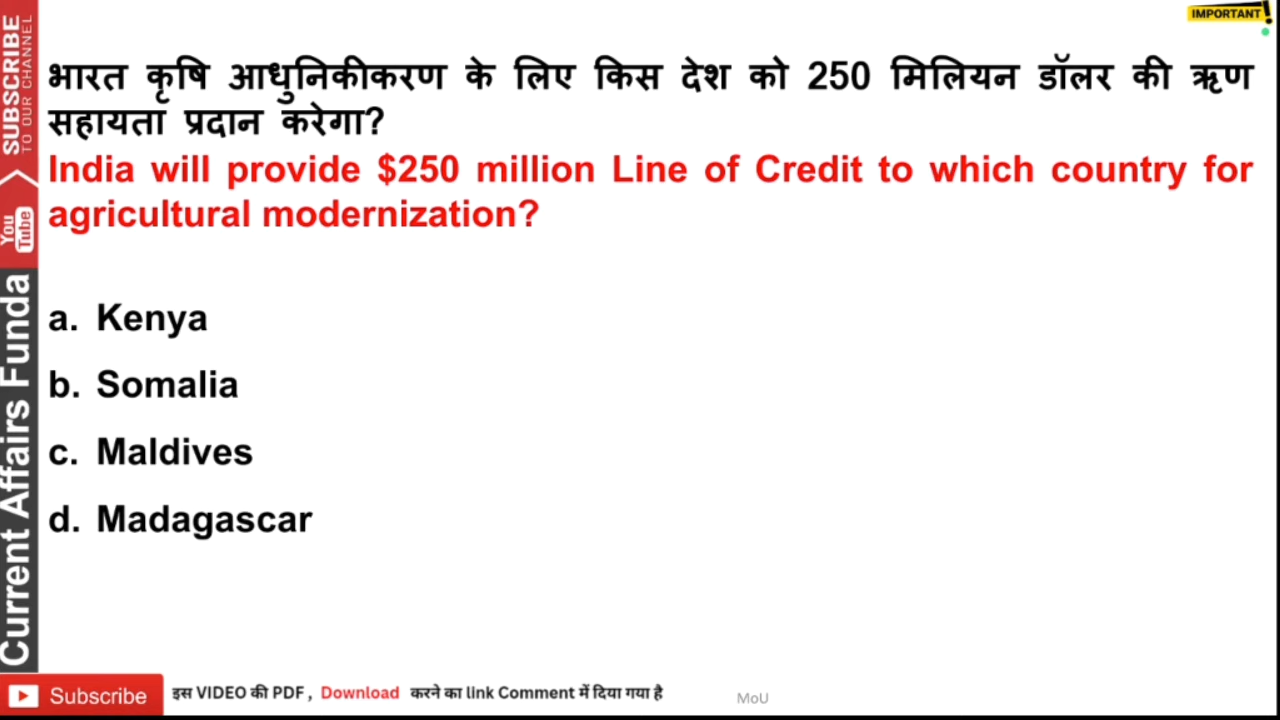 IMPORTANT!
भारत कृषि आधुनिकीकरण के लिए किस देश को 250 मिलियन डॉलर की ऋण
सहायता प्रदान करेगा?
India will provide $250 million Line of Credit to which country for
agricultural modernization?
a. Kenya
b. Somalia
c. Maldives
d. Madagascar
SUBSCRIBE
TO OUR CHANNEL
You
Tube
Current Affairs Funda
Subscribe
इस VIDEO की PDF , Download करने का link Comment में दिया गया है
MoU